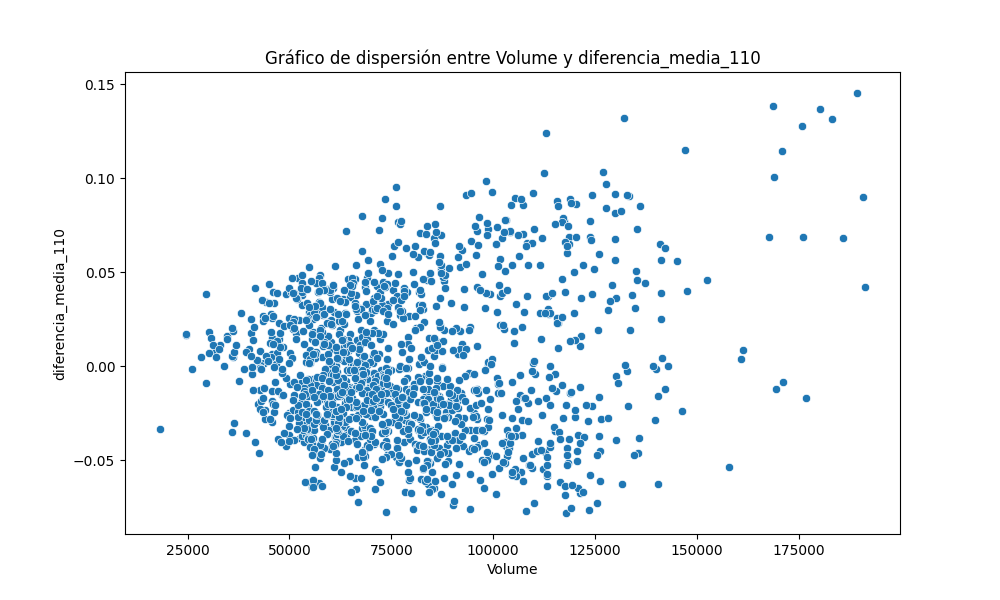 Gráfico de dispersión entre Volume y diferencia_media_110
0.15
0.10
0.05
0.00
−0.05
diferencia_media_110
25000 50000 75000 100000 125000 150000 175000
Volume